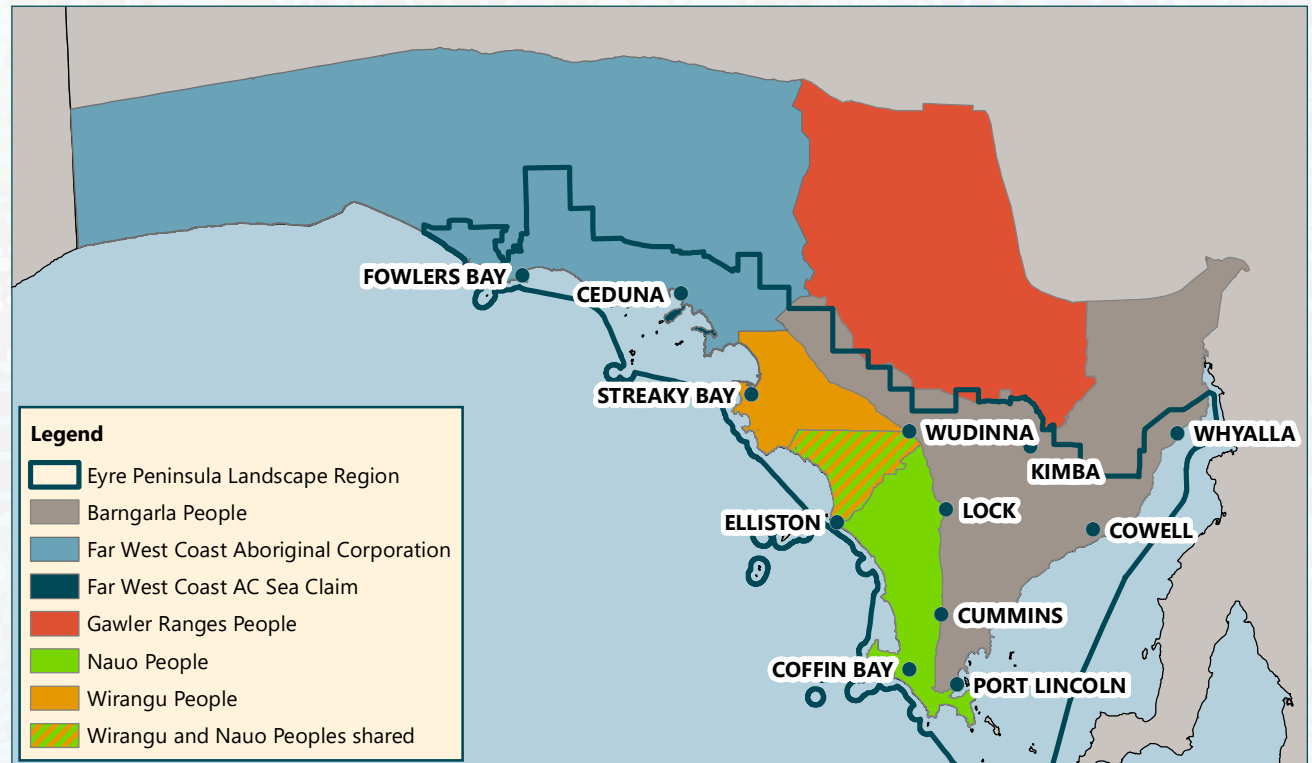 FOWLERS BAY
CEDUNA
STREAKY BAY
WUDINNA
WHYALLA
KIMBA
LOCK
ELLISTON
COWELL
CUMMINS
COFFIN BAY
PORT LINCOLN
Legend
Eyre Peninsula Landscape Region
Barngarla People
Far West Coast Aboriginal Corporation
Far West Coast AC Sea Claim
Gawler Ranges People
Nauo People
Wirangu People
Wirangu and Nauo Peoples shared